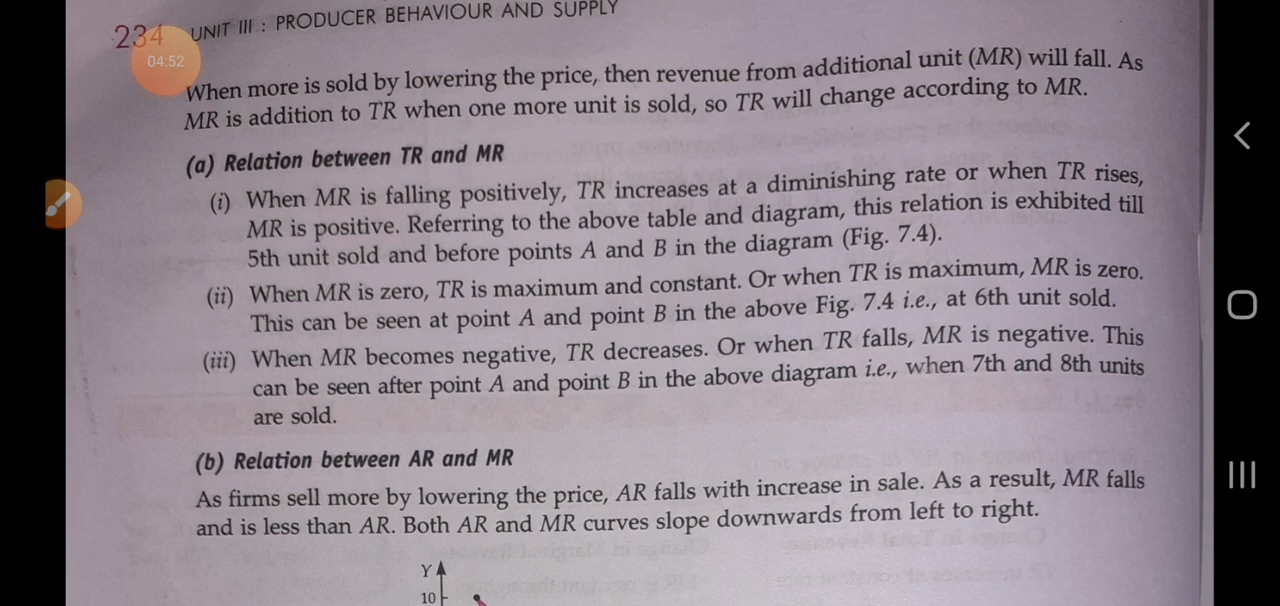 234 UNIT III : PRODUCER BEHAVIOUR AND SUPPLY
04:52
When more is sold by lowering the price, then revenue from additional unit (MR) will fall. As
MR is addition to TR when one more unit is sold, so TR will change according to MR.
(a) Relation between TR and MR
(i) When MR is falling positively, TR increases at a diminishing rate or when TR rises,
MR is positive. Referring to the above table and diagram, this relation is exhibited till
5th unit sold and before points A and B in the diagram (Fig. 7.4).
(ii) When MR is zero, TR is maximum and constant. Or when TR is maximum, MR is zero.
This can be seen at point A and point B in the above Fig. 7.4 i.e., at 6th unit sold.
(iii) When MR becomes negative, TR decreases. Or when TR falls, MR is negative. This
can be seen after point A and point B in the above diagram i.e., when 7th and 8th units
are sold.
(b) Relation between AR and MR
As firms sell more by lowering the price, AR falls with increase in sale. As a result, MR falls
and is less than AR. Both AR and MR curves slope downwards from left to right.
Y
10